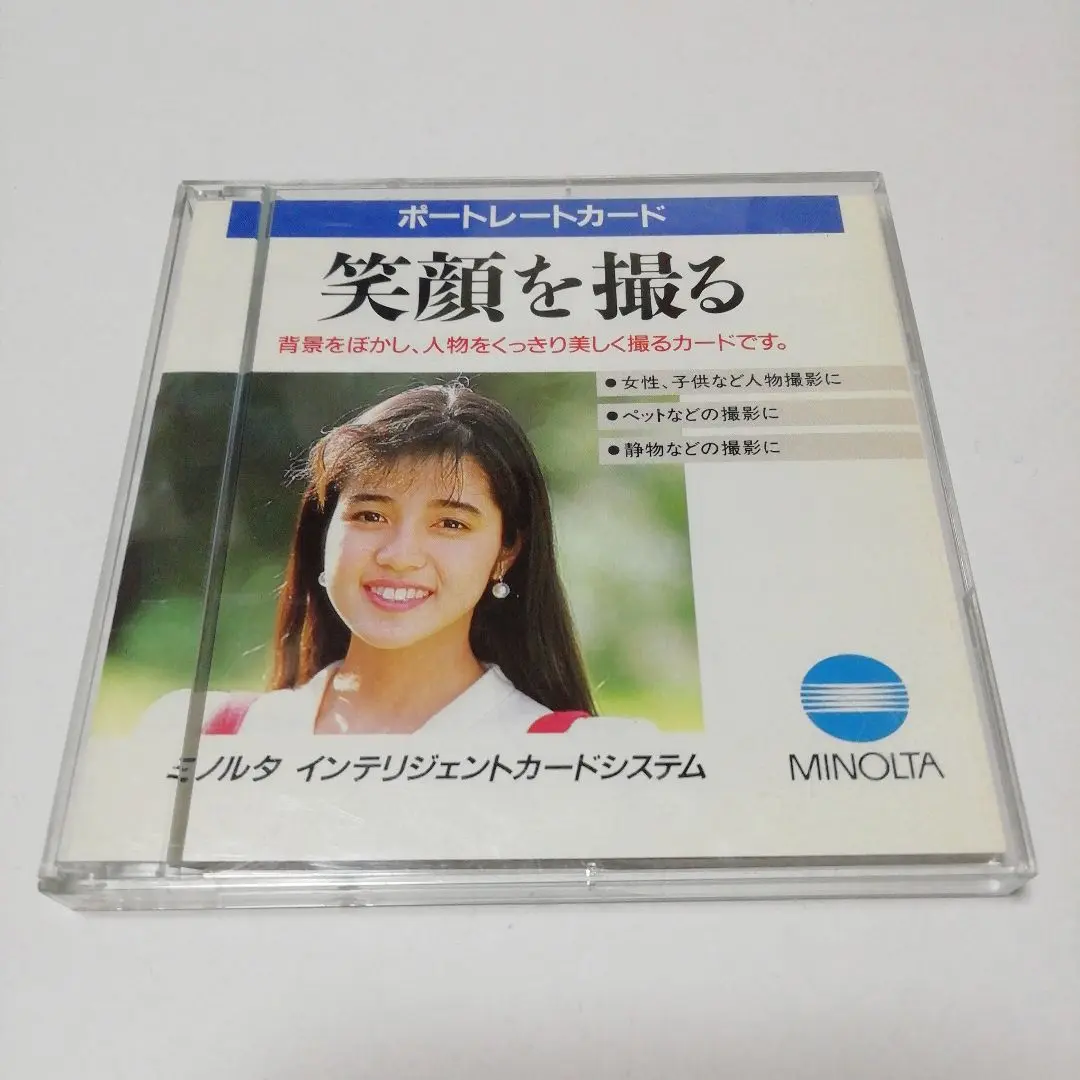 ポートレートカード
笑顔を撮る
背景をぼかし、人物をくっきり美しく撮るカードです。
●女性、子供など人物撮影に
●ペットなどの撮影に
●静物などの撮影に
ミノルタ インテリジェントカードシステム
MINOLTA